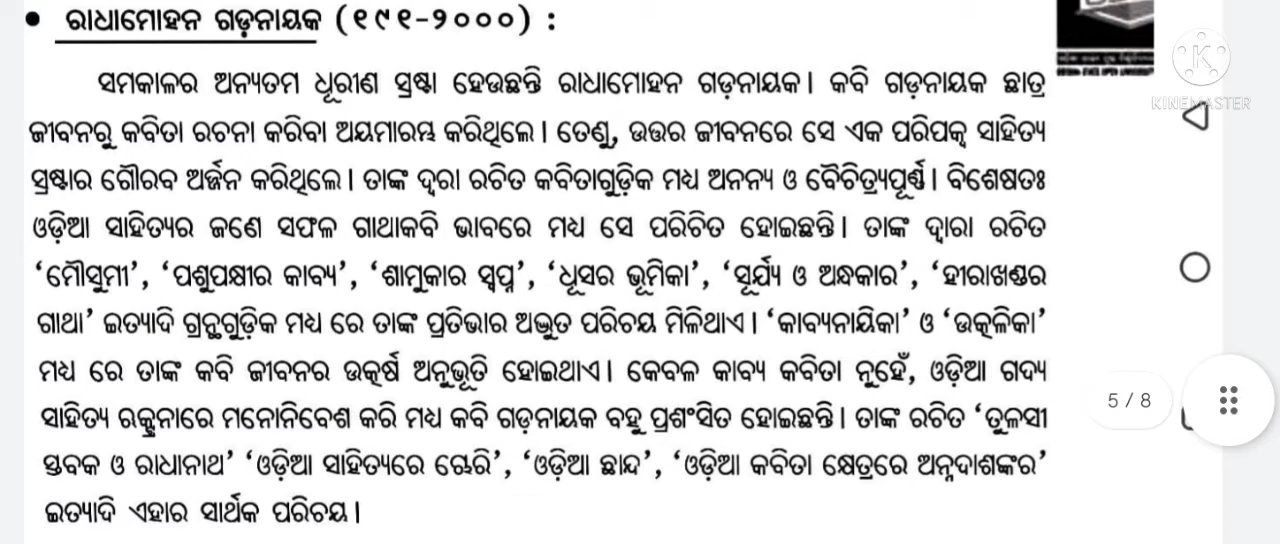 • ରାଧାମୋହନ ଗଡ଼ନାୟକ (୧୯୧-୨୦୦୦) :
ସମକାଳର ଅନ୍ୟତମ ଧୂରୀଣ ସ୍ରଷ୍ଟା ହେଉଛନ୍ତି ରାଧାମୋହନ ଗଡ଼ନାୟକ। କବି ଗଡ଼ନାୟକ ଛାତ୍ର
KINEMASTER
ଜୀବନରୁ କବିତା ରଚନା କରିବା ଅୟମାରମ୍ଭ କରିଥିଲେ। ତେଣୁ, ଉତ୍ତର ଜୀବନରେ ସେ ଏକ ପରିପକ୍ୱ ସାହିତ୍ୟ
ସ୍ରଷ୍ଟାର ଗୌରବ ଅର୍ଜନ କରିଥିଲେ। ତାଙ୍କ ଦ୍ୱରା ରଚିତ କବିତାଗୁଡ଼ିକ ମଧ୍ୟ ଅନନ୍ୟ ଓ ବୈଚିତ୍ର୍ୟପୂର୍ଣ୍ଣ। ବିଶେଷତଃ
ଓଡ଼ିଆ ସାହିତ୍ୟର ଜଣେ ସଫଳ ଗାଥାକବି ଭାବରେ ମଧ୍ୟ ସେ ପରିଚିତ ହୋଇଛନ୍ତି। ତାଙ୍କ ଦ୍ୱାରା ରଚିତ
‘ମୌସୁମୀ’, ‘ପଶୁପକ୍ଷୀର କାବ୍ୟ’, ‘ଶାମୁକାର ସ୍ୱପ୍ନ’, ‘ଧୂସର ଭୂମିକା’, ‘ସୂର୍ଯ୍ୟ ଓ ଅନ୍ଧକାର’, ‘ହୀରାଖଣ୍ଡର
ଗାଥା’ ଇତ୍ୟାଦି ଗ୍ରନ୍ଥଗୁଡ଼ିକ ମଧ୍ୟ ରେ ତାଙ୍କ ପ୍ରତିଭାର ଅଦ୍ଭୁତ ପରିଚୟ ମିଳିଥାଏ। ‘କାବ୍ୟନାୟିକା’ ଓ ‘ଉତ୍କଳିକା’
ମଧ୍ୟ ରେ ତାଙ୍କ କବି ଜୀବନର ଉତ୍କର୍ଷ ଅନୁଭୂତି ହୋଇଥାଏ। କେବଳ କାବ୍ୟ କବିତା ନୁହେଁ, ଓଡ଼ିଆ ଗଦ୍ୟ
5 / 8
ସାହିତ୍ୟ ମନୋନିବେଶ କରି ମଧ୍ୟ କବି ଗଡ଼ନାୟକ ବହୁ ପ୍ରଶଂସିତ ହୋଇଛନ୍ତି। ତାଙ୍କ ରଚିତ ‘ତୁଳସୀ
ସ୍ତବକ ଓ ରାଧାନାଥ’ ‘ଓଡ଼ିଆ ସାହିତ୍ୟରେ’, ‘ଓଡ଼ିଆ ଛାନ୍ଦ’, ‘ଓଡ଼ିଆ କବିତା କ୍ଷେତ୍ରରେ ଅନ୍ନଦାଶଙ୍କର’
ଇତ୍ୟାଦି ଏହାର ସାର୍ଥକ ପରିଚୟ।